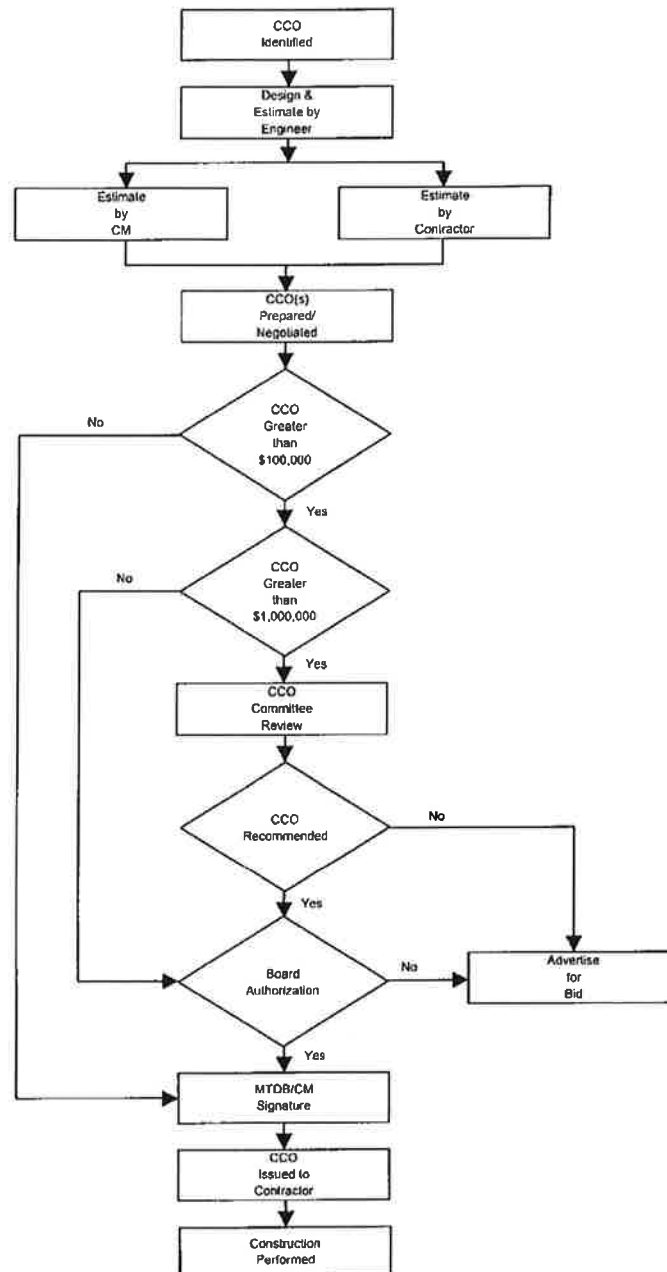 CCO
Identified
Design &
Estimate by
Engineer
Estimate
by
CM
Estimate
by
Contractor
CCO(s)
Prepared/
Negotiated
No
CCO
Greater
than
$100,000
Yes
No
CCO
Greater
than
$1,000,000
Yes
CCO
Committee
Review
CCO
Recommended
No
Yes
Board
Authorization
No
Advertise
for
Bid
Yes
MTDB/CM
Signature
CCO
Issued to
Contractor
Construction
Performed